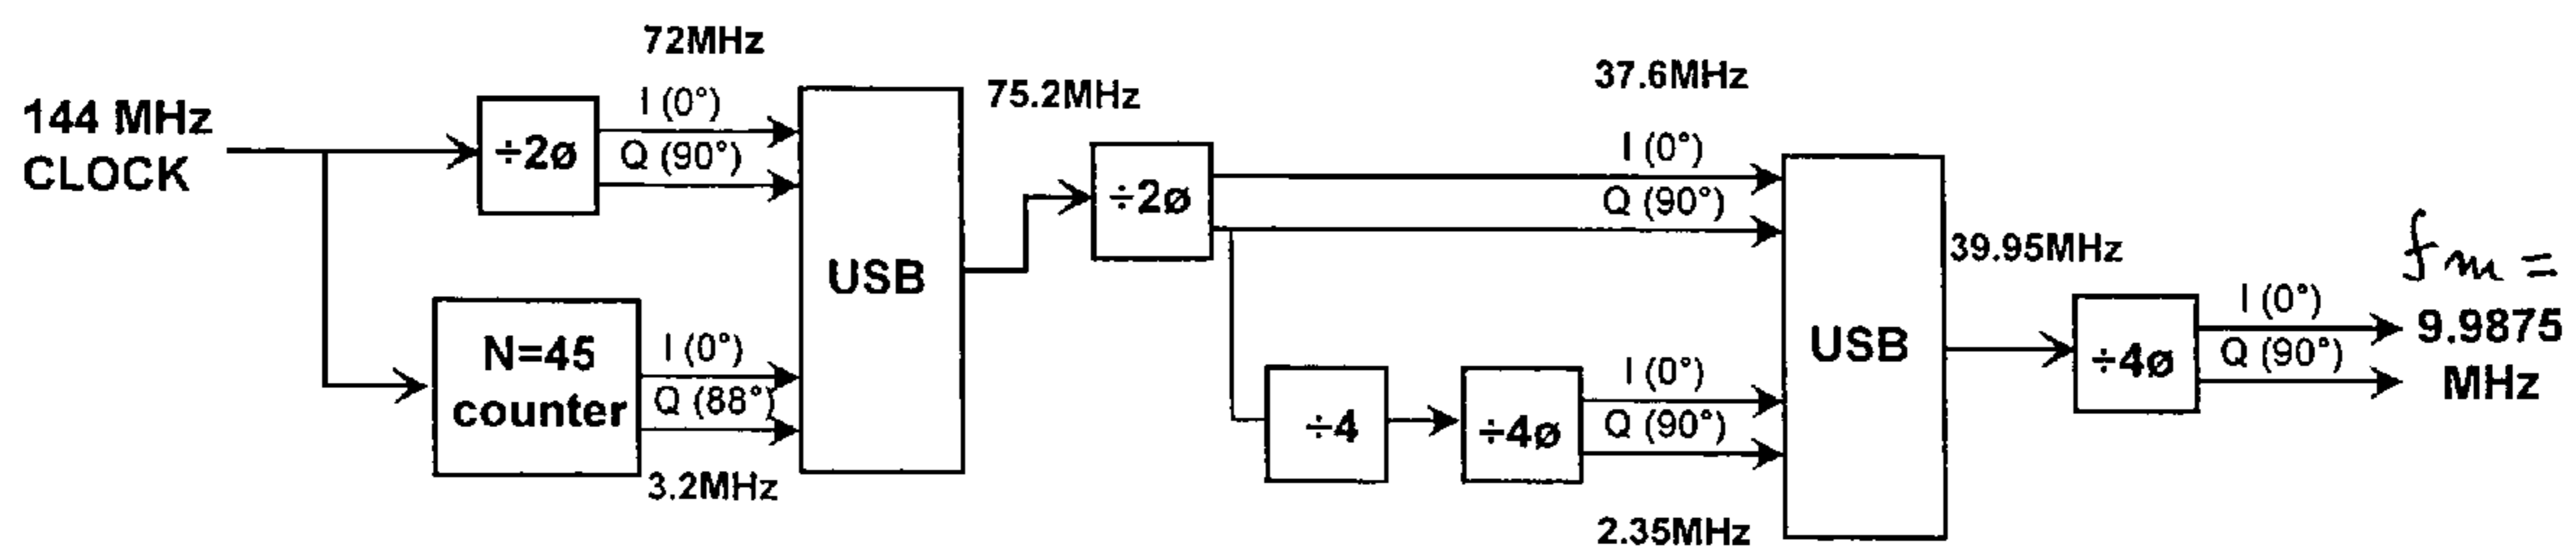 144 MHz
CLOCK
÷2ø
72MHz
I (0°)
Q (90°)
N=45
counter
I (0°)
Q (88°)
3.2MHz
USB
75.2MHz
÷2ø
37.6MHz
I (0°)
Q (90°)
÷4
÷4ø
I (0°)
Q (90°)
2.35MHz
USB
39.95MHz
÷4ø
I (0°)
Q (90°)
fm =
9.9875
MHz